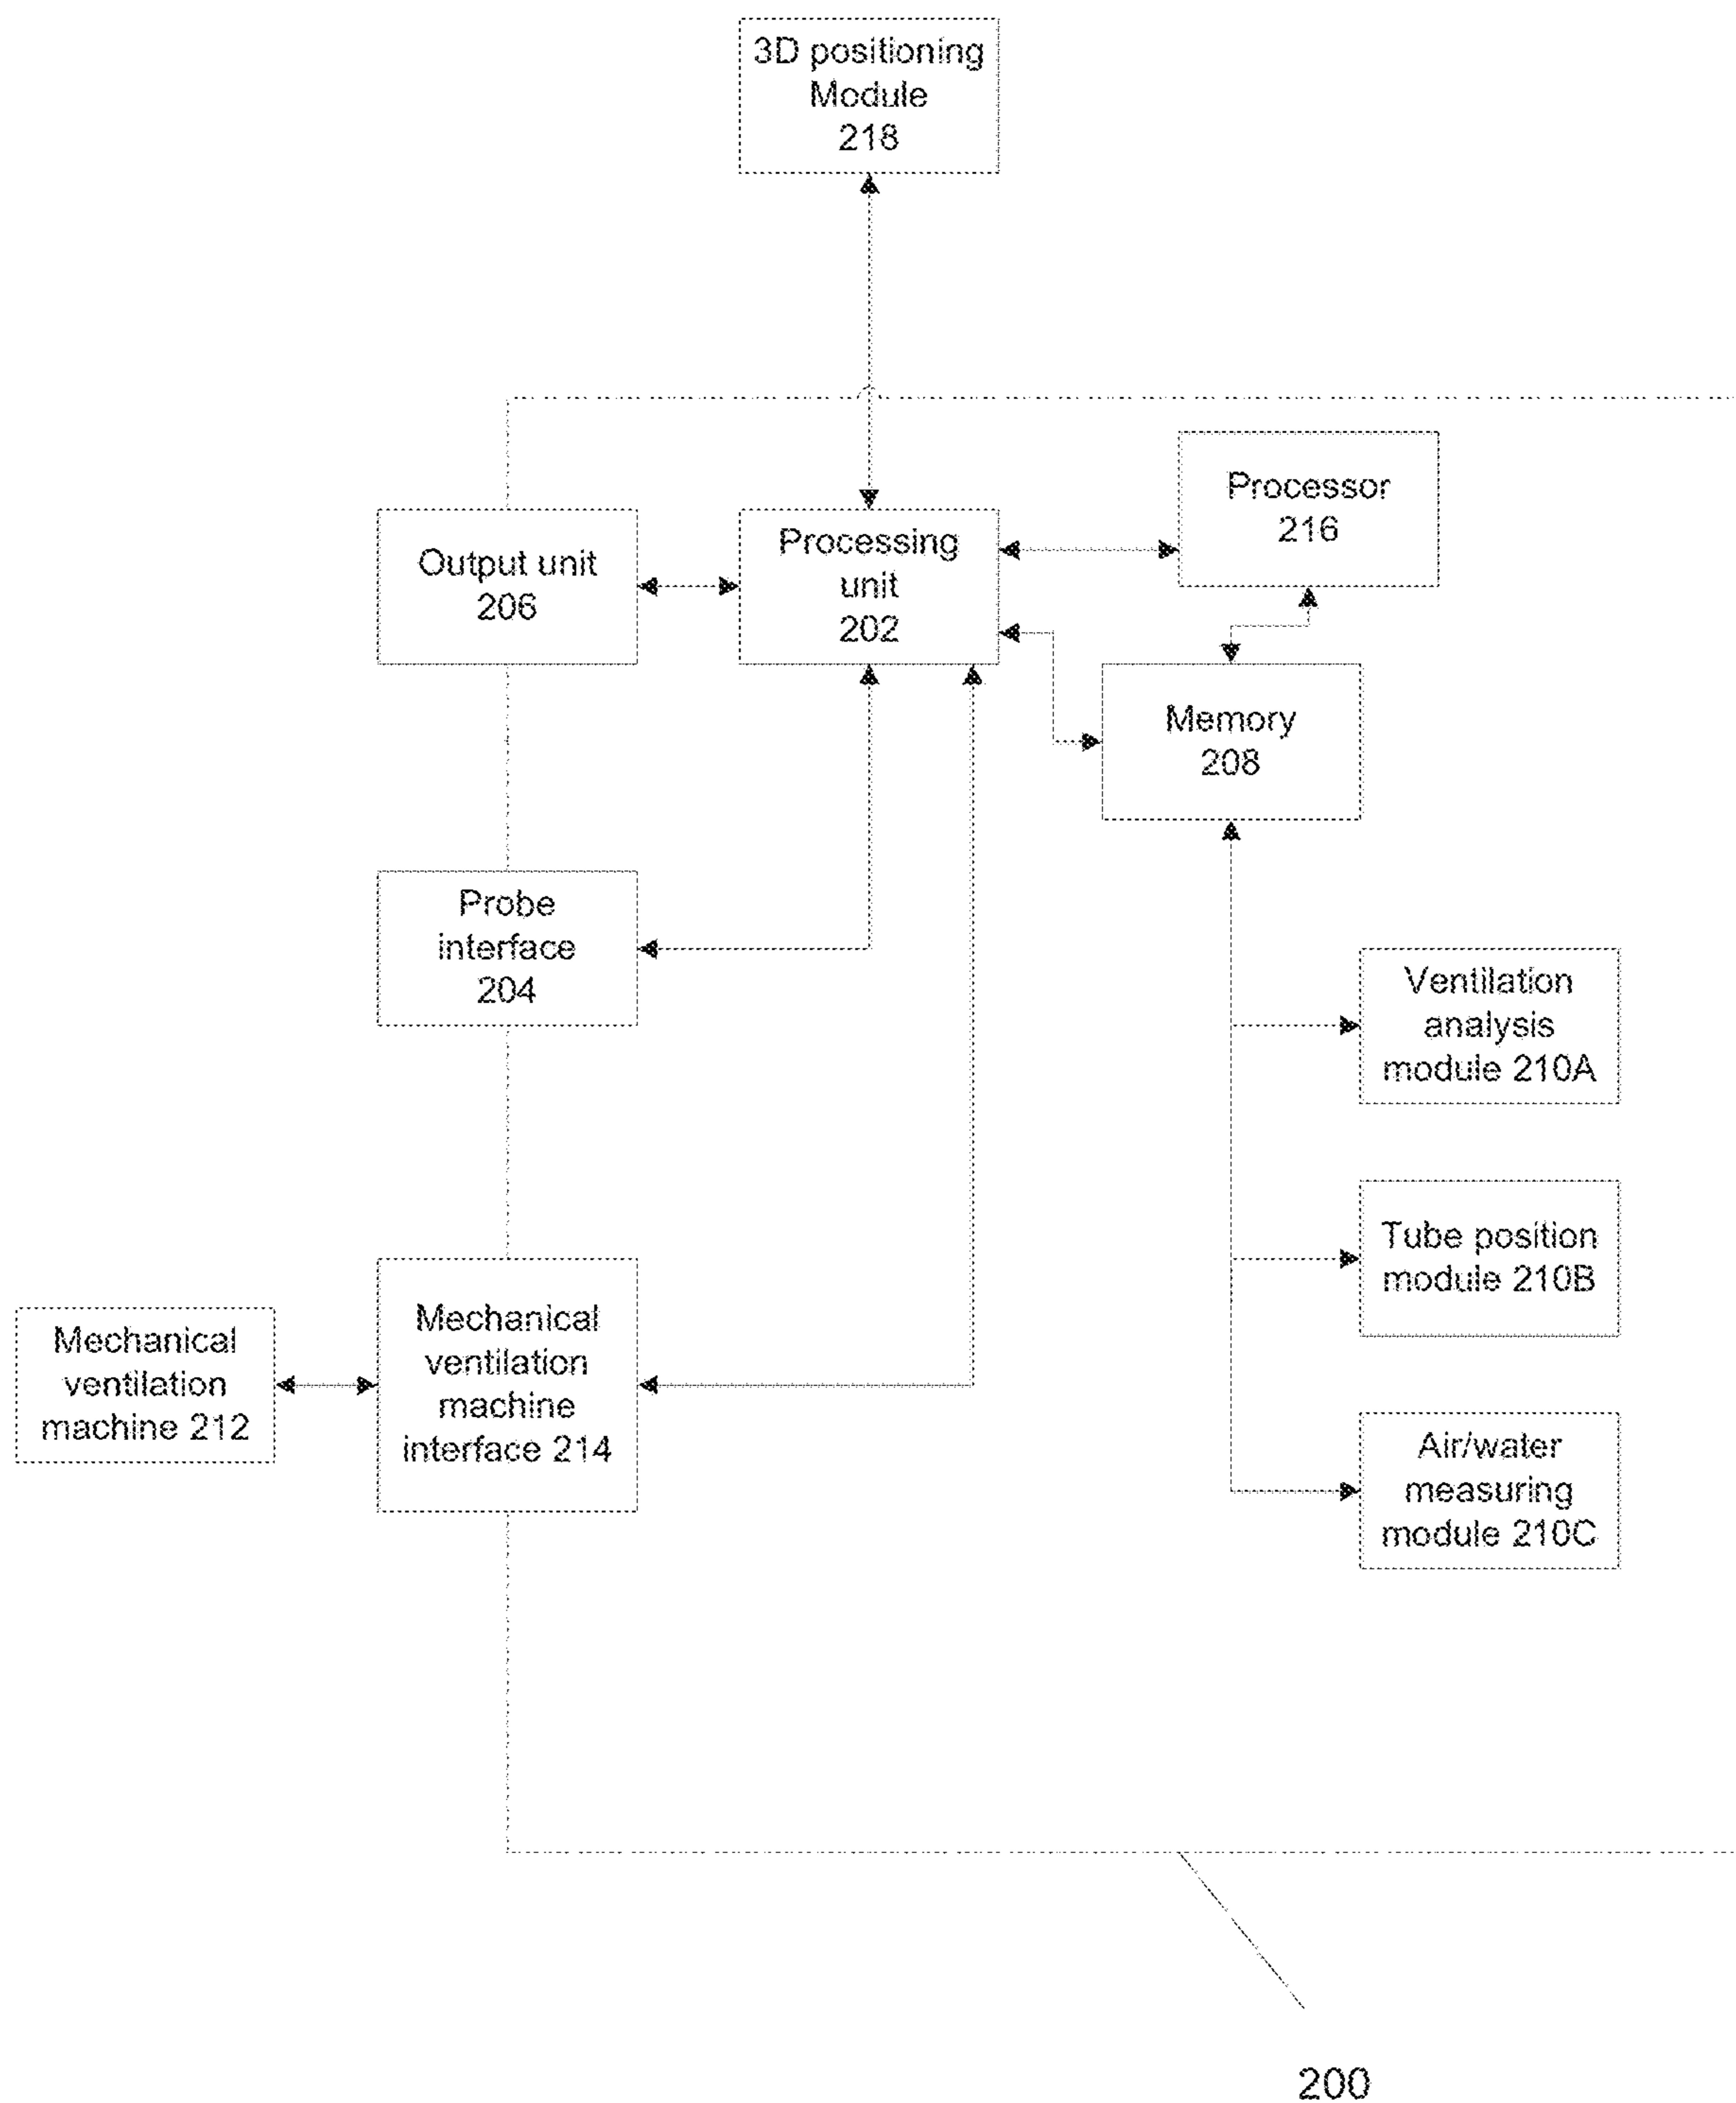 3D positioning
Module
218
Processor
216
Output unit
206
Processing
unit
202
Memory
208
Probe
interface
204
Ventilation
analysis
module 210A
Tube position
module 210B
Mechanical
ventilation
machine 212
Mechanical
ventilation
machine
interface 214
Air/water
measuring
module 210C
200